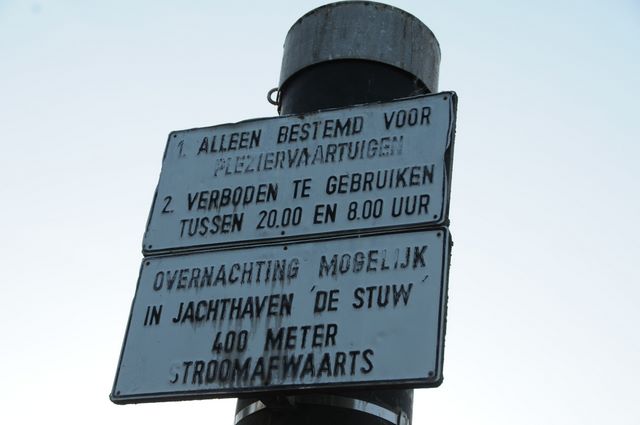 1. ALLEEN BESTEMD VOOR
PLEZIERVAARTUIGEN
2. VERBODEN TE GEBRUIKEN
TUSSEN 20.00 EN 8.00 UUR
OVERNACHTING MOGELIJK
IN JACHTHAVEN 'DE STUW'
400 METER
STROOMAFWAARTS